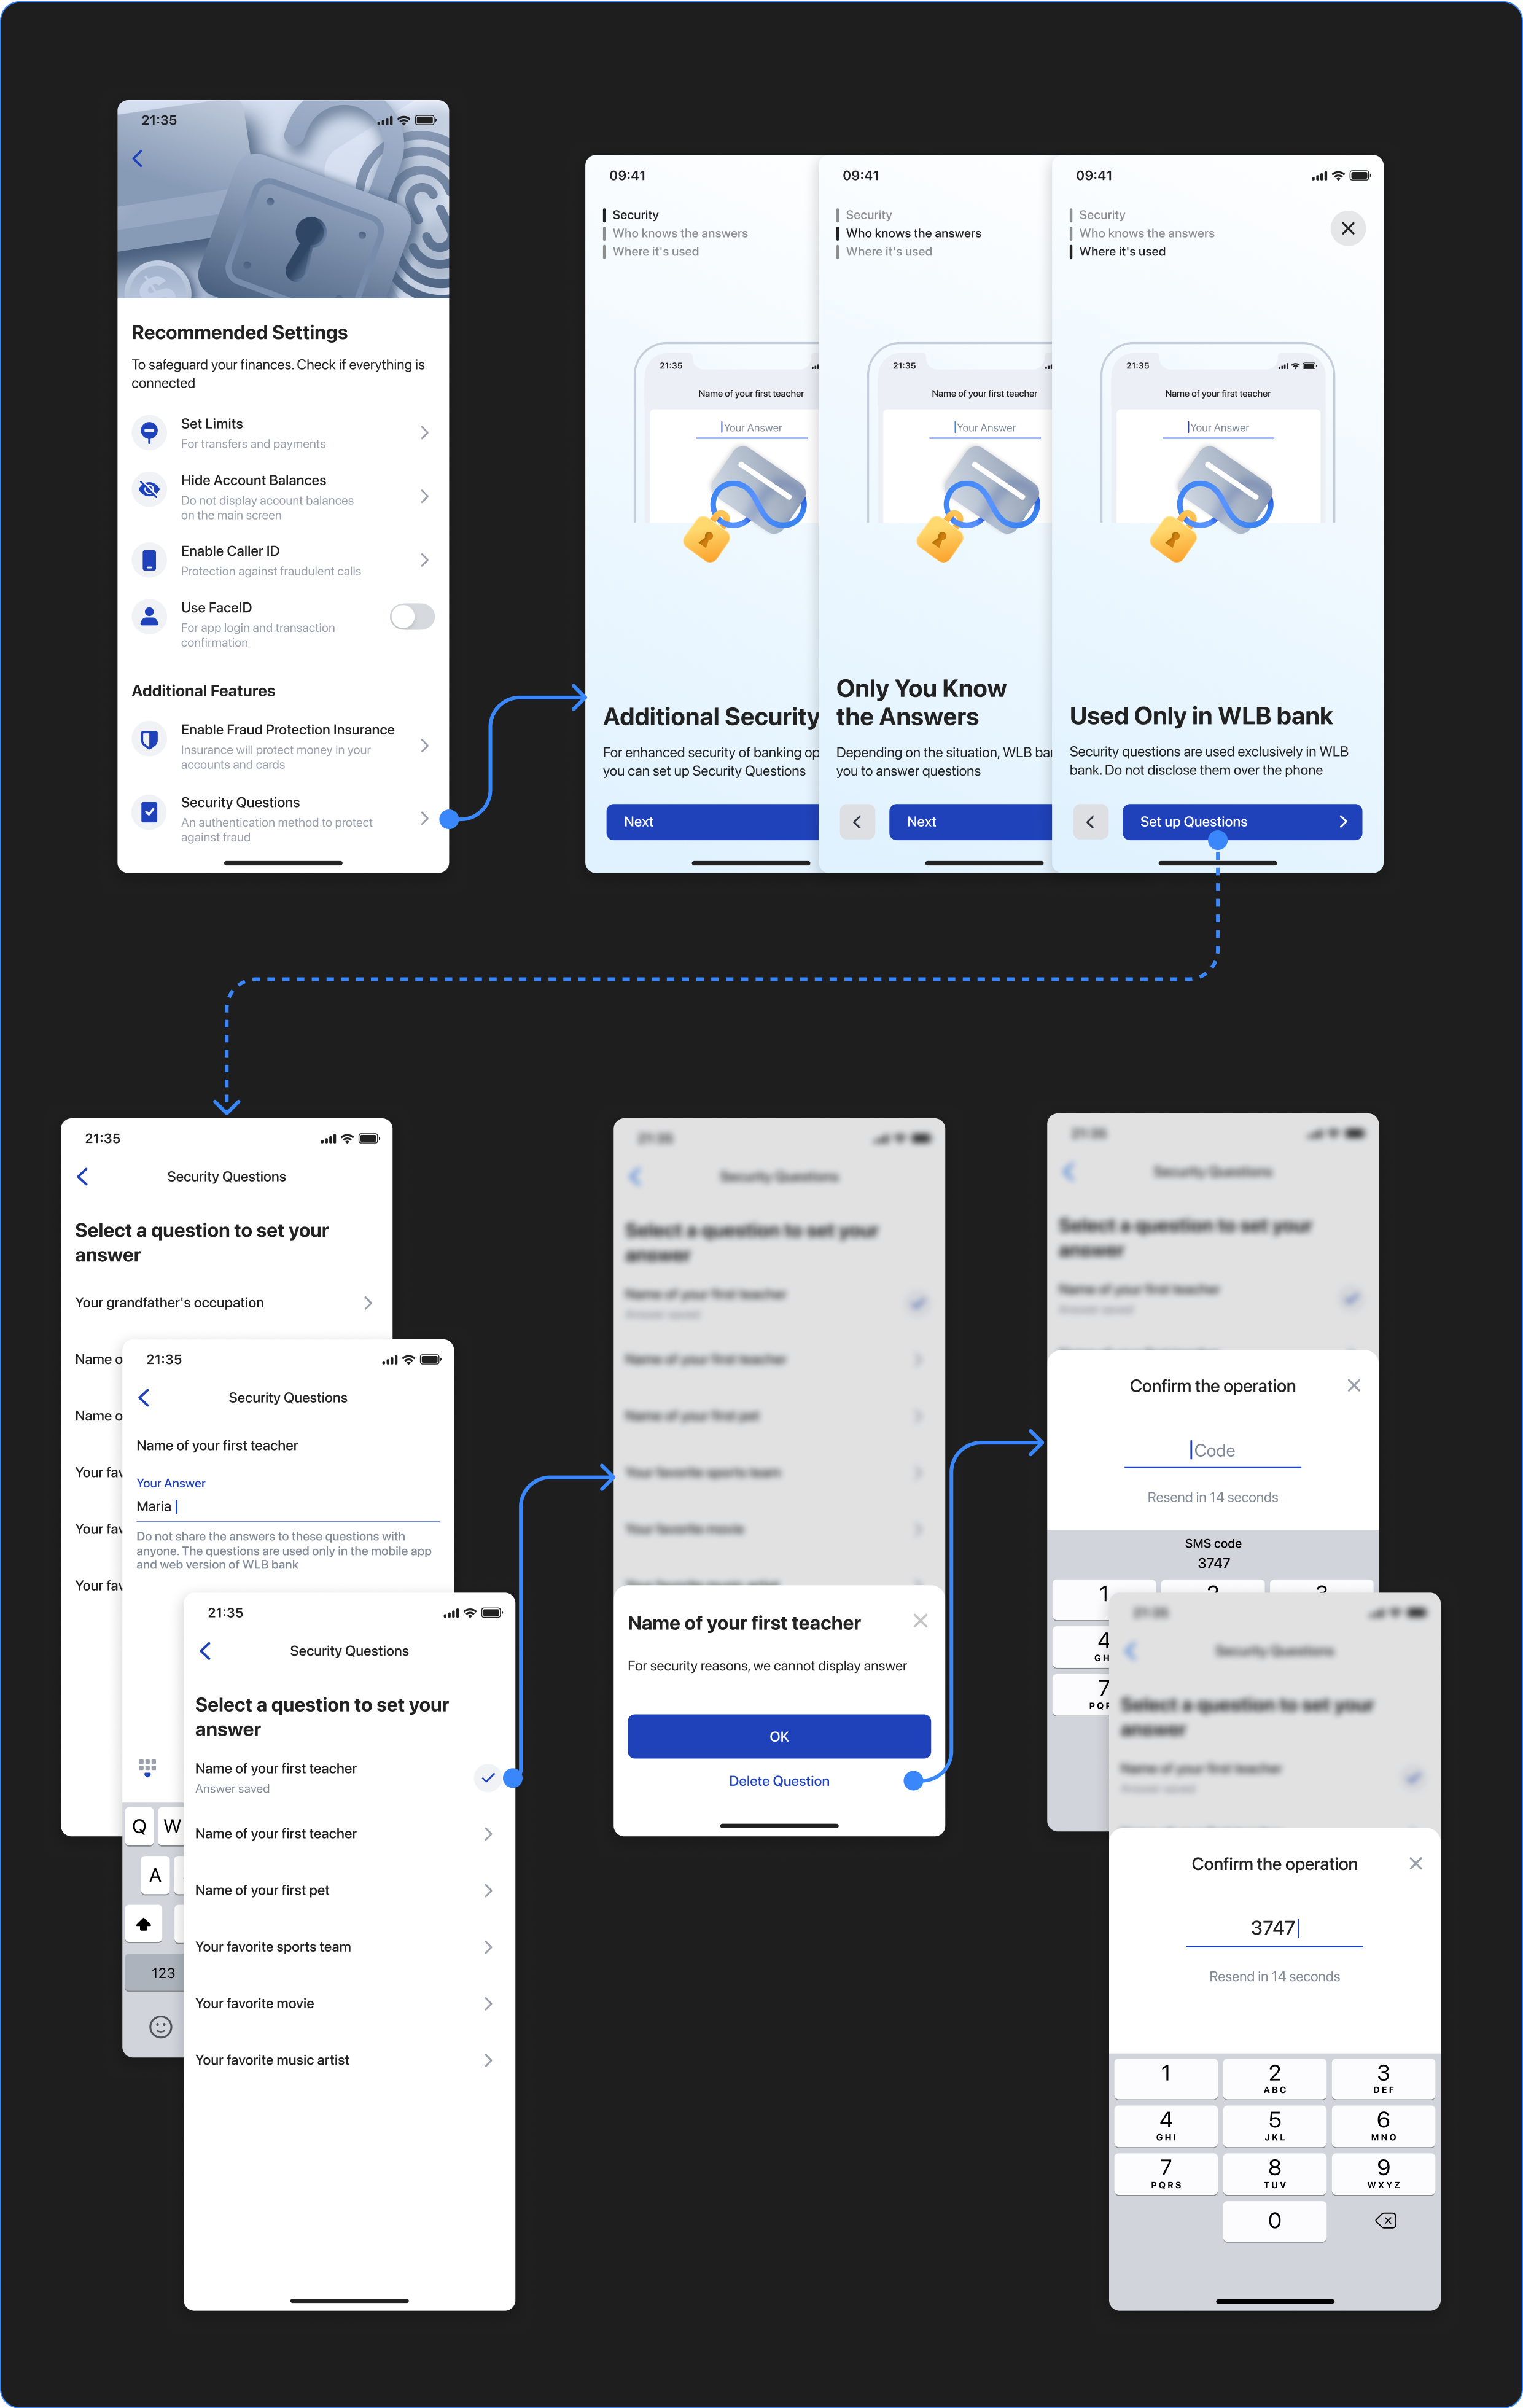 21:35
Recommended Settings
To safeguard your finances. Check if everything is
connected
Set Limits
For transfers and payments
Hide Account Balances
Do not display account balances
on the main screen
Enable Caller ID
Protection against fraudulent calls
Use FaceID
For app login and transaction
confirmation
Additional Features
Enable Fraud Protection Insurance
Insurance will protect money in your
accounts and cards
Security Questions
An authentication method to protect
against fraud
09:41
Security
Who knows the answers
Where it's used
21:35
Name of your first teacher
Your Answer
Additional Security
For enhanced security of banking op
you can set up Security Questions
Next
09:41
Security
Who knows the answers
Where it's used
21:35
Name of your first teacher
Your Answer
Only You Know
the Answers
Depending on the situation, WLB ba
you to answer questions
Next
09:41
Security
Who knows the answers
Where it's used
21:35
Name of your first teacher
Your Answer
Used Only in WLB bank
Security questions are used exclusively in WLB
bank. Do not disclose them over the phone
Set up Questions
21:35
Security Questions
Select a question to set your
answer
Your grandfather's occupation
Name o
Name o
Your fav
Your fav
Your fav
21:35
Security Questions
Name of your first teacher
Your Answer
Maria
Do not share the answers to these questions with
anyone. The questions are used only in the mobile app
and web version of WLB bank
Q W
A
123
21:35
Security Questions
Select a question to set your
answer
Name of your first teacher
Answer saved
Name of your first teacher
Name of your first pet
Your favorite sports team
Your favorite movie
Your favorite music artist
21:35
Security Questions
Select a question to set your
answer
Name of your first teacher
Answer saved
Name of your first teacher
Name of your first pet
Your favorite sports team
Your favorite movie
Name of your first teacher
For security reasons, we cannot display answer
OK
Delete Question
21:35
Security Questions
Select a question to set your
answer
Name of your first teacher
Answer saved
Confirm the operation
Code
Resend in 14 seconds
SMS code
3747
1 2 3
4
GH
7
PQR
21:35
Security Questions
Select a question to set your
answer
Name of your first teacher
Answer saved
Confirm the operation
3747
Resend in 14 seconds
1 2 3
ABC DEF
4 5 6
GHI JKL MNO
7 8 9
PQRS TUV WXYZ
0